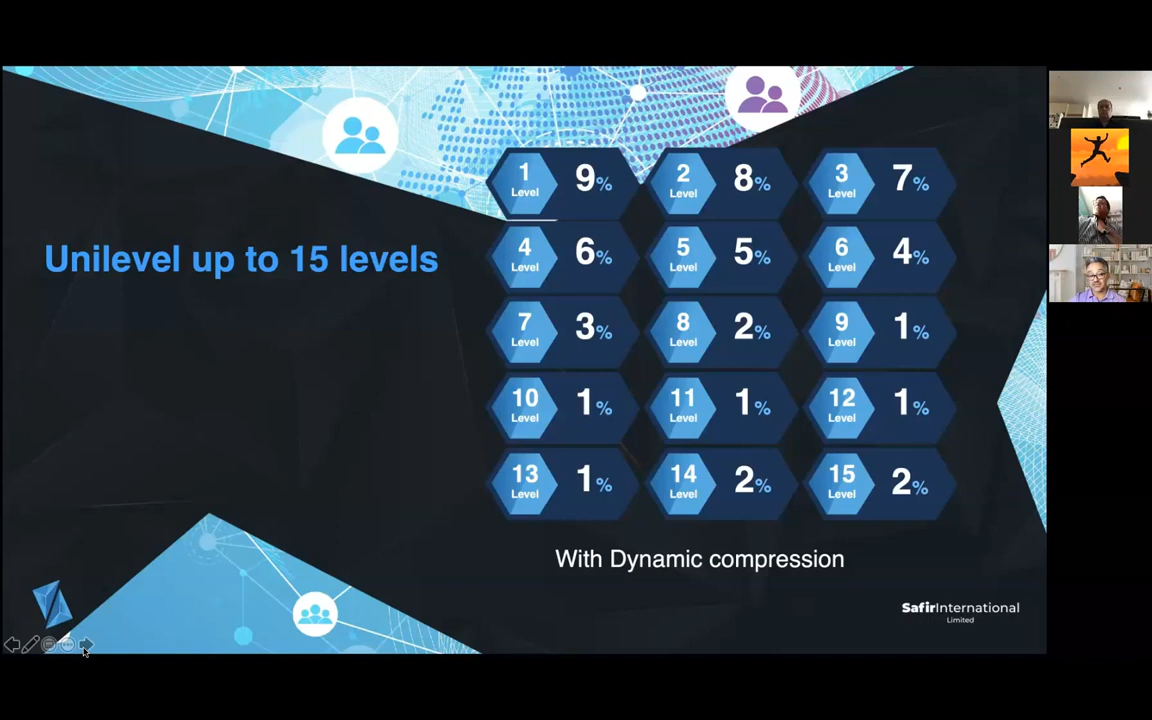 Unilevel up to 15 levels
1 Level 9%
2 Level 8%
3 Level 7%
4 Level 6%
5 Level 5%
6 Level 4%
7 Level 3%
8 Level 2%
9 Level 1%
10 Level 1%
11 Level 1%
12 Level 1%
13 Level 1%
14 Level 2%
15 Level 2%
With Dynamic compression
SafirInternational
Limited